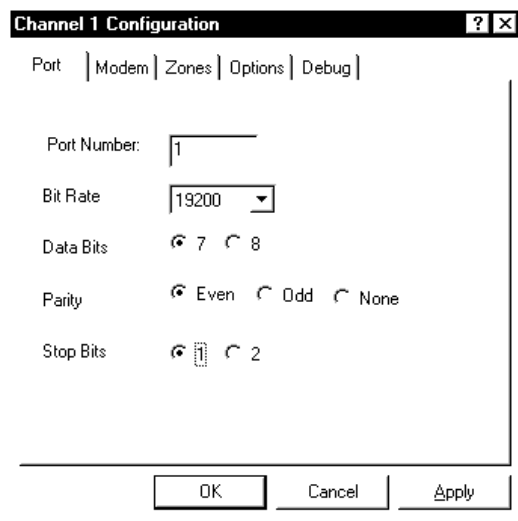 Channel 1 Configuration
Port Modem Zones Options Debug
Port Number: 1
Bit Rate 19200
Data Bits 7 8
Parity Even Odd None
Stop Bits 1 2
OK Cancel Apply